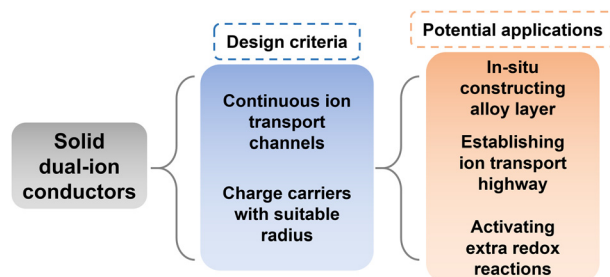 Design criteria
Potential applications
Solid
dual-ion
conductors
Continuous ion
transport
channels
Charge carriers
with suitable
radius
In-situ
constructing
alloy layer
Establishing
ion transport
highway
Activating
extra redox
reactions